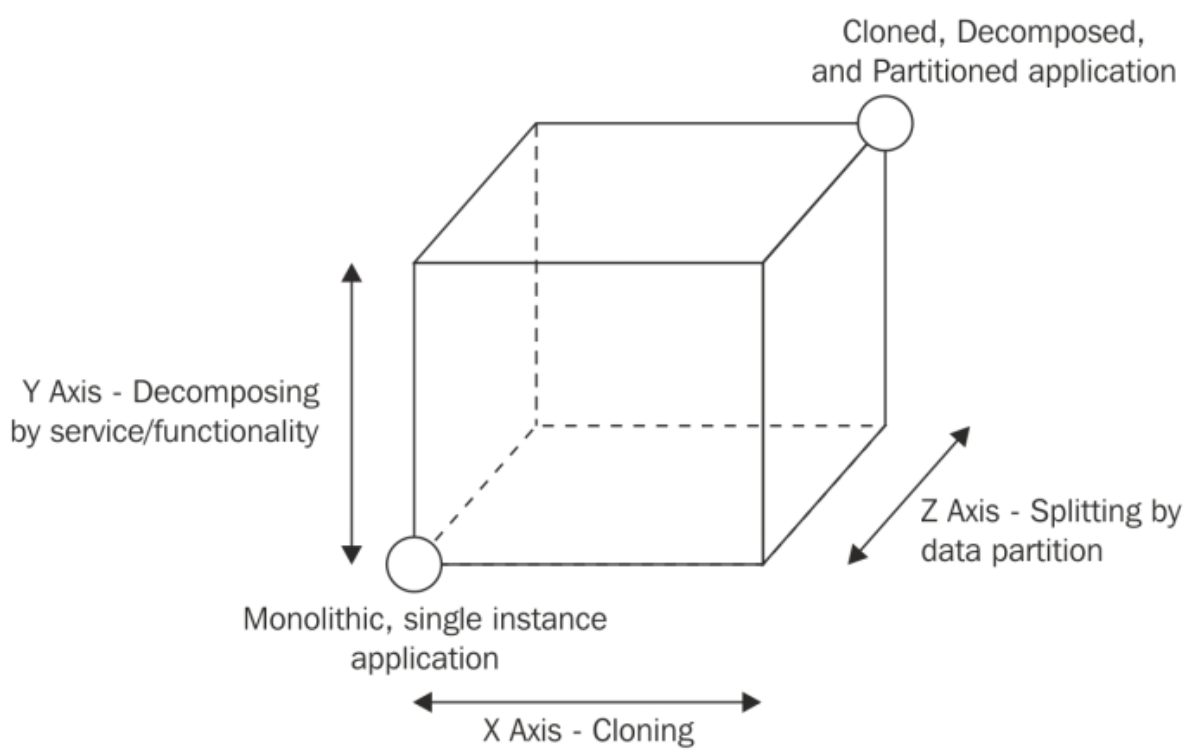 Cloned, Decomposed,
and Partitioned application
Y Axis - Decomposing
by service/functionality
Z Axis - Splitting by
data partition
Monolithic, single instance
application
X Axis - Cloning